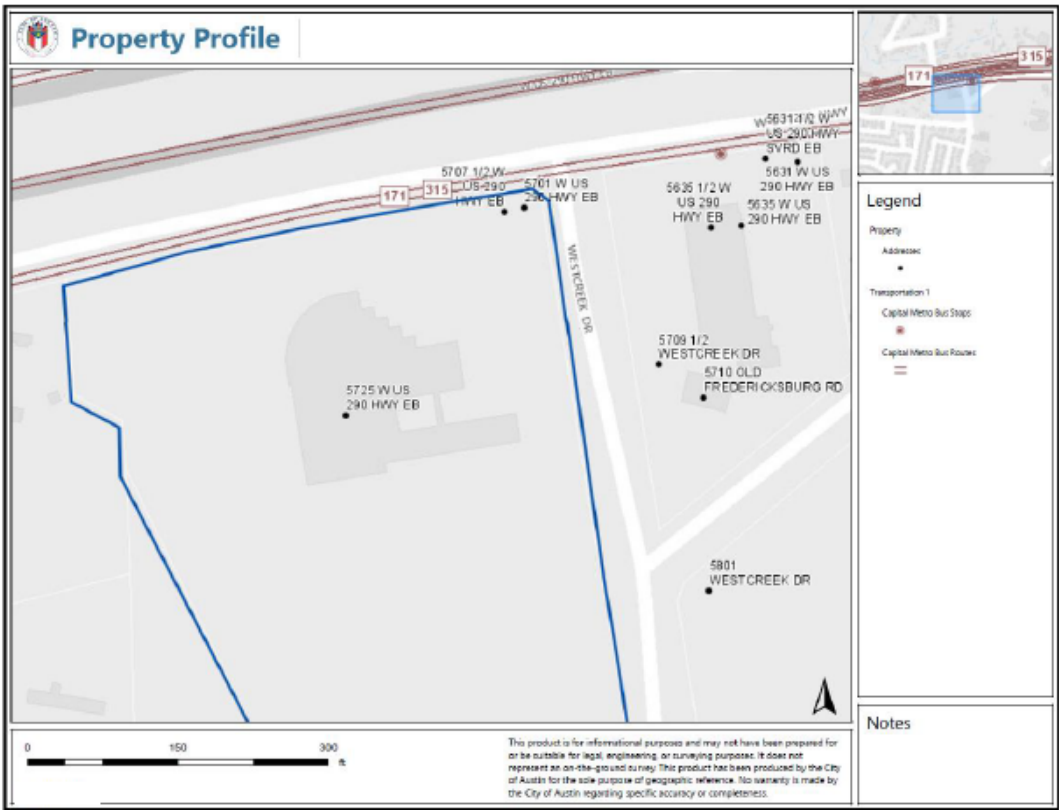 Property Profile
171
315
5707 1/2 W
US-290
HWY EB
5701 W US
290 HWY EB
171
315
5631 1/2 W
US-290 HWY
SVRD EB
5631 W US
290 HWY EB
5635 1/2 W
US 290
HWY EB
5635 W US
290 HWY EB
WESTCREEK DR
5709 1/2
WESTCREEK DR
5710 OLD
FREDERICKSBURG RD
5725 W US
290 HWY EB
5801
WESTCREEK DR
Legend
Property
Addresses
Transportation 1
Capital Metro Bus Stops
Capital Metro Bus Routes
Notes
0 150 300
ft
This product is for informational purposes and may not have been prepared for
or be suitable for legal, engineering, or surveying purposes. It does not
represent an on-the-ground survey. This product has been produced by the City
of Austin for the sole purpose of geographic reference. No warranty is made by
the City of Austin regarding specific accuracy or completeness.